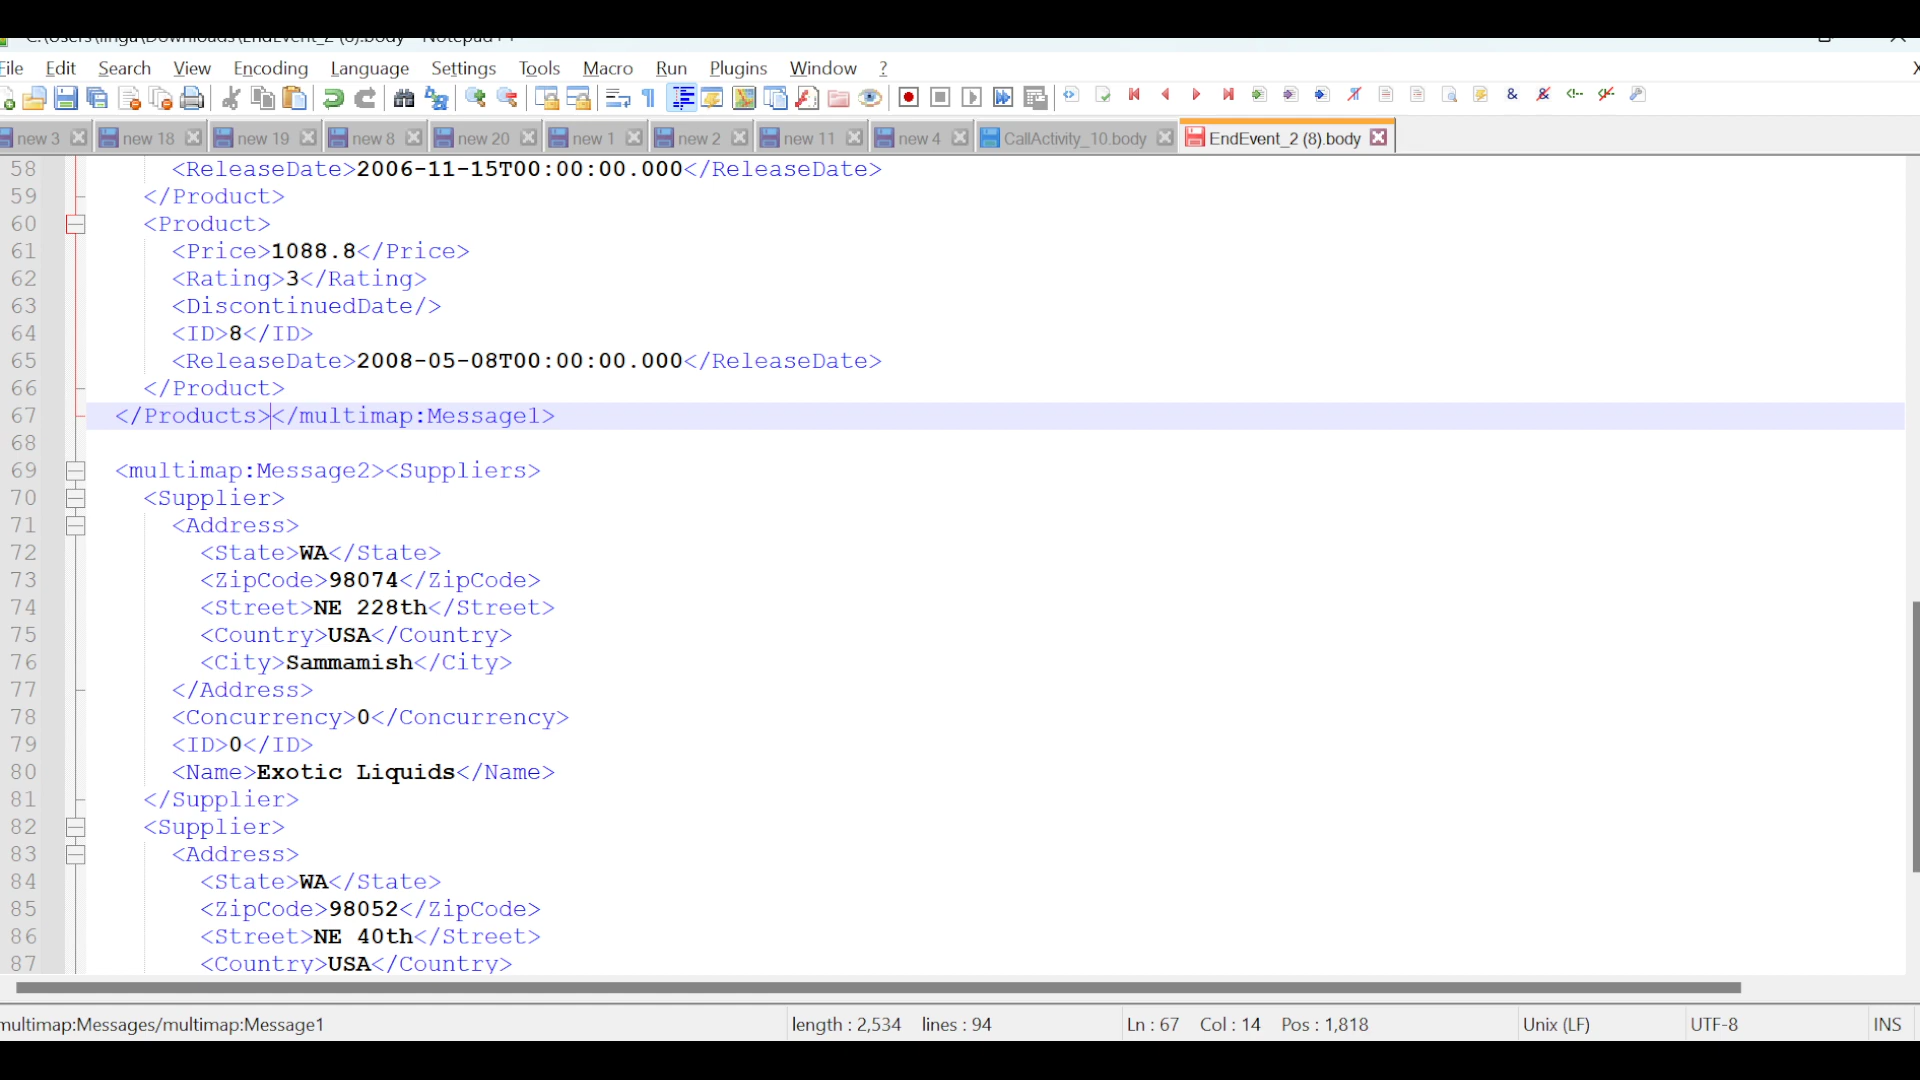 C:\Users\lingu\Downloads\EndEvent_2 (8).body - Notepad++
File Edit Search View Encoding Language Settings Tools Macro Run Plugins Window ?
new 3 new 18 new 19 new 8 new 20 new 1 new 2 new 11 new 4 CallActivity_10.body EndEvent_2 (8).body
58 <ReleaseDate>2006-11-15T00:00:00.000</ReleaseDate>
59 </Product>
60 <Product>
61 <Price>1088.8</Price>
62 <Rating>3</Rating>
63 <DiscontinuedDate/>
64 <ID>8</ID>
65 <ReleaseDate>2008-05-08T00:00:00.000</ReleaseDate>
66 </Product>
67 </Products></multimap:Message1>
68
69 <multimap:Message2><Suppliers>
70 <Supplier>
71 <Address>
72 <State>WA</State>
73 <ZipCode>98074</ZipCode>
74 <Street>NE 228th</Street>
75 <Country>USA</Country>
76 <City>Sammamish</City>
77 </Address>
78 <Concurrency>0</Concurrency>
79 <ID>0</ID>
80 <Name>Exotic Liquids</Name>
81 </Supplier>
82 <Supplier>
83 <Address>
84 <State>WA</State>
85 <ZipCode>98052</ZipCode>
86 <Street>NE 40th</Street>
87 <Country>USA</Country>
multimap:Messages/multimap:Message1 length : 2,534 lines : 94 Ln : 67 Col : 14 Pos : 1,818 Unix (LF) UTF-8 INS